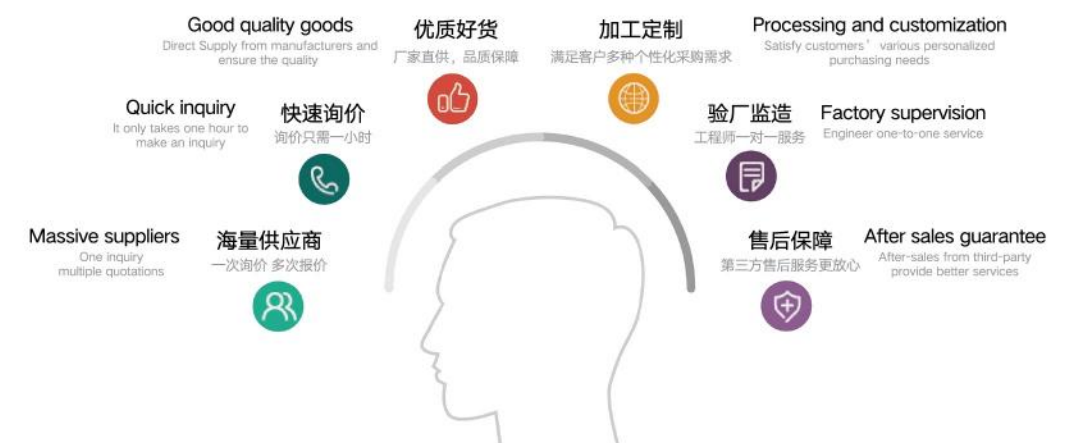 Good quality goods
Direct Supply from manufacturers and
ensure the quality
优质好货
厂家直供，品质保障
加工定制
满足客户多种个性化采购需求
Processing and customization
Satisfy customers' various personalized
purchasing needs
Quick inquiry
It only takes one hour to
make an inquiry
快速询价
询价只需一小时
验厂监造
工程师一对一服务
Factory supervision
Engineer one-to-one service
Massive suppliers
One inquiry
multiple quotations
海量供应商
一次询价 多次报价
售后保障
第三方售后服务更放心
After sales guarantee
After-sales from third-party
provide better services